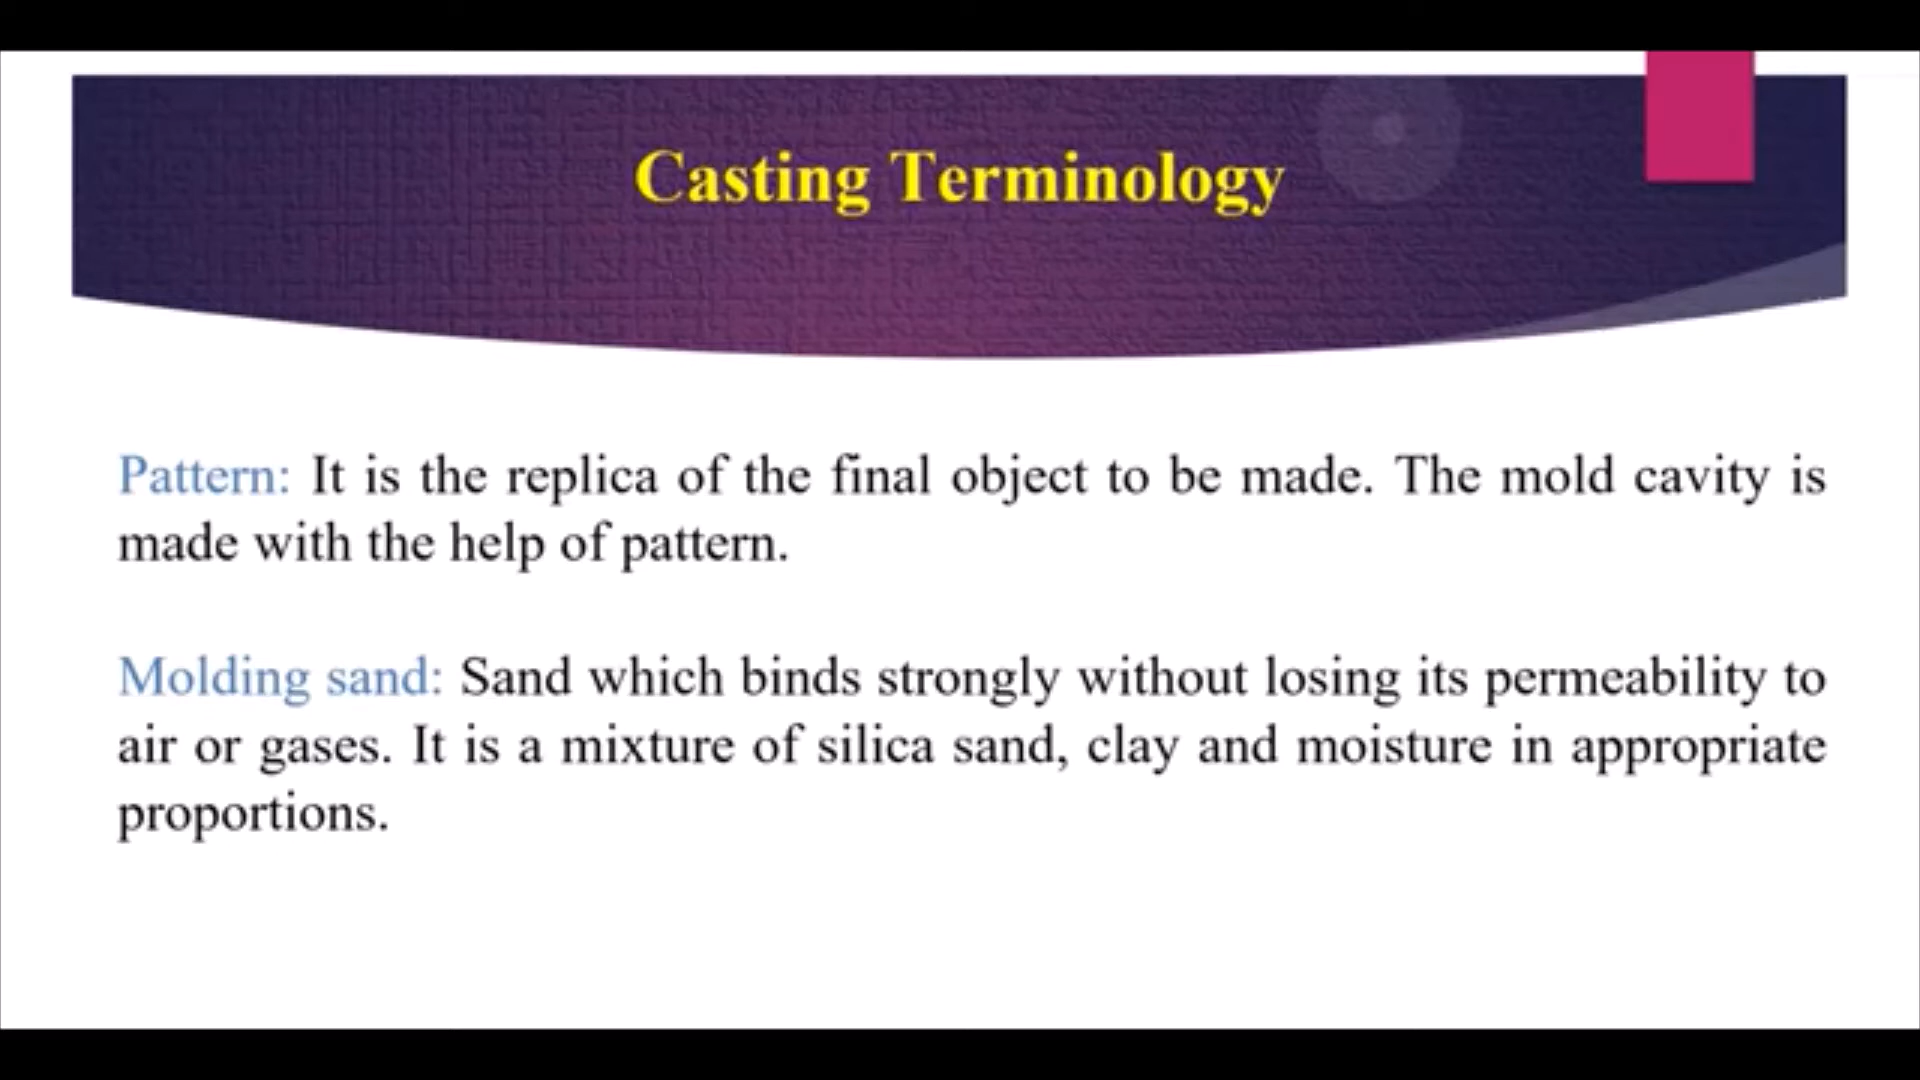 Casting Terminology
Pattern: It is the replica of the final object to be made. The mold cavity is
made with the help of pattern.
Molding sand: Sand which binds strongly without losing its permeability to
air or gases. It is a mixture of silica sand, clay and moisture in appropriate
proportions.